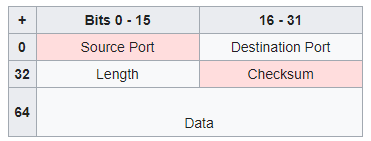 + Bits 0 - 15 16 - 31
0 Source Port Destination Port
32 Length Checksum
64 Data